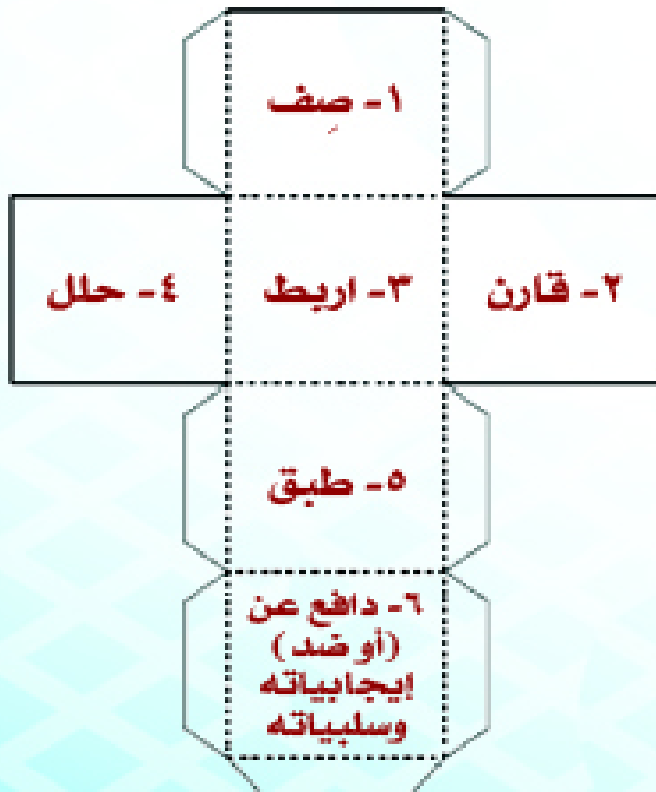 ١- صِف
٢- قارن
٣- اربط
٤- حلل
٥- طبق
٦- دافع عن
(أو ضد)
إيجابياته
وسلبياته